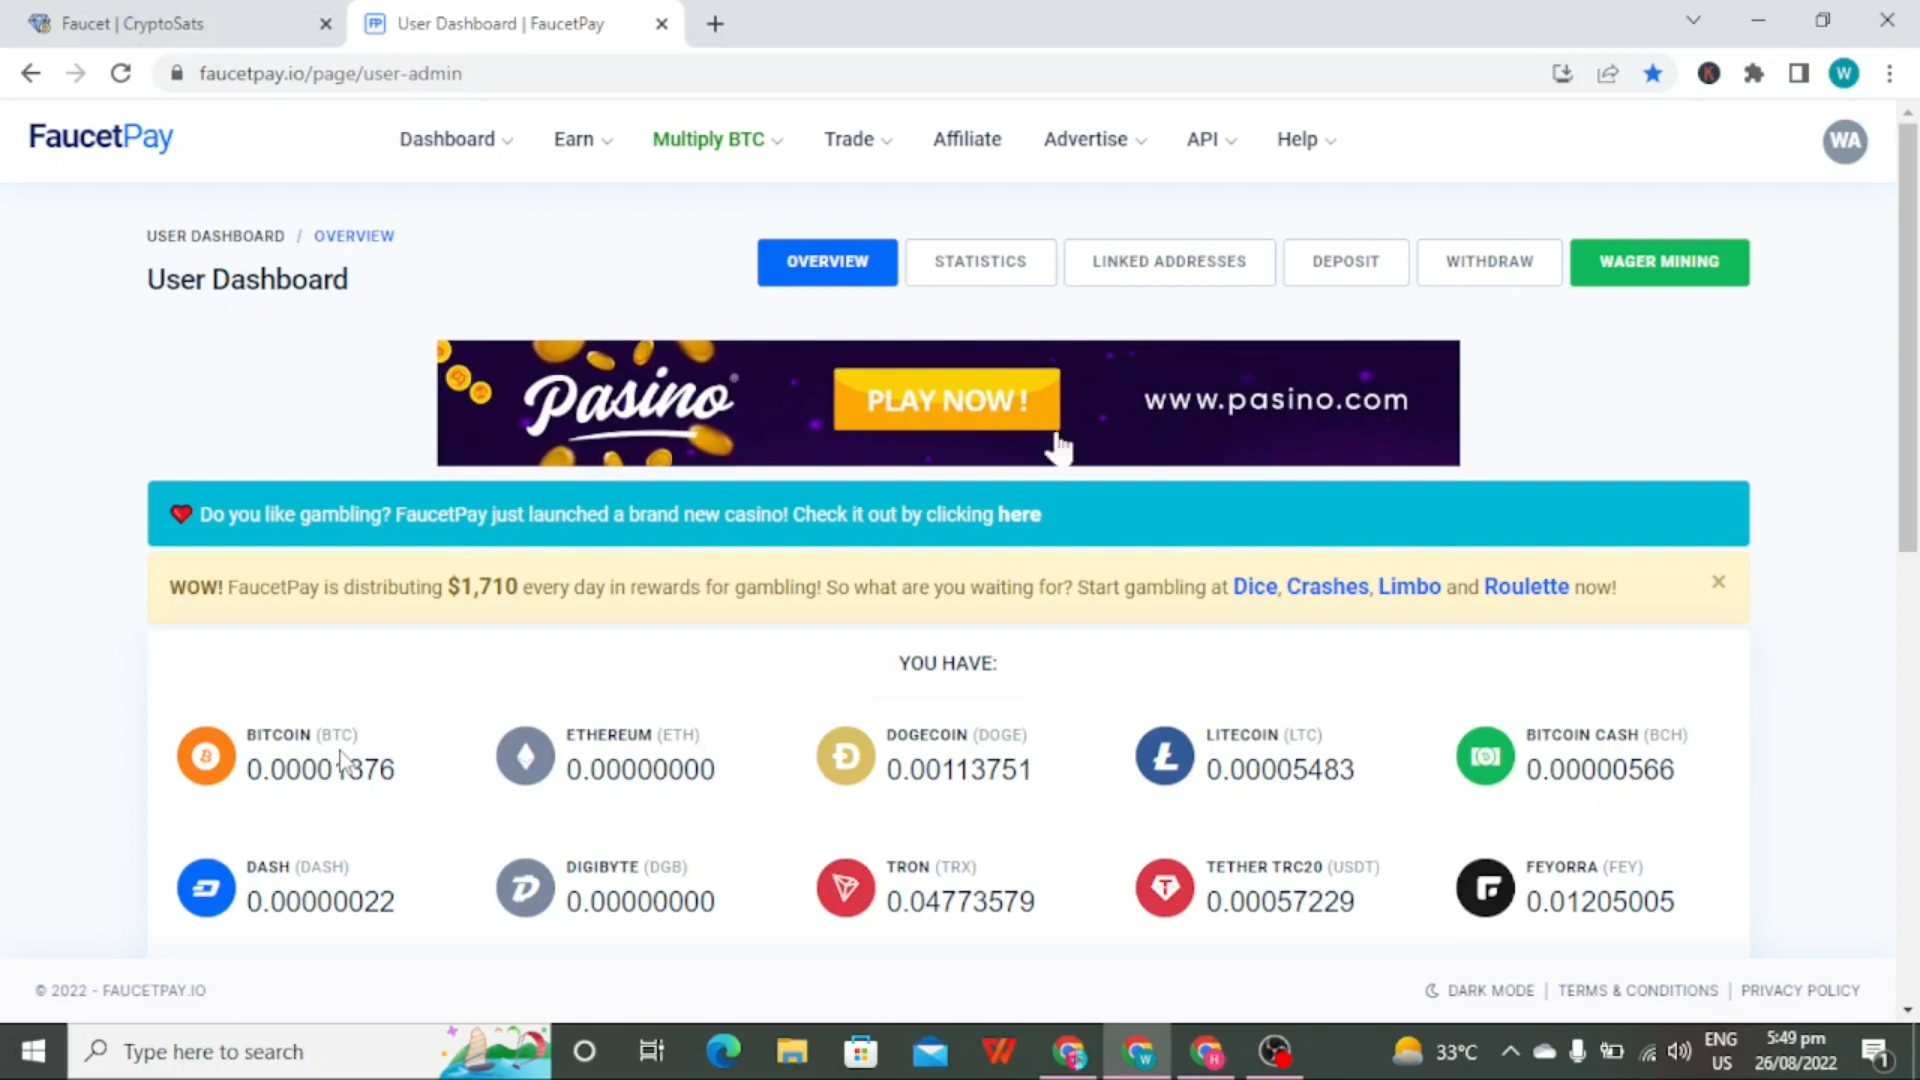 Faucet | CryptoSats
User Dashboard | FaucetPay
faucetpay.io/page/user-admin
W
FaucetPay
Dashboard
Earn
Multiply BTC
Trade
Affiliate
Advertise
API
Help
WA
USER DASHBOARD / OVERVIEW
User Dashboard
OVERVIEW
STATISTICS
LINKED ADDRESSES
DEPOSIT
WITHDRAW
WAGER MINING
Pasino
PLAY NOW !
www.pasino.com
Do you like gambling? FaucetPay just launched a brand new casino! Check it out by clicking here
WOW! FaucetPay is distributing $1,710 every day in rewards for gambling! So what are you waiting for? Start gambling at Dice, Crashes, Limbo and Roulette now!
YOU HAVE:
BITCOIN (BTC)
0.00001376
ETHEREUM (ETH)
0.00000000
DOGECOIN (DOGE)
0.00113751
LITECOIN (LTC)
0.00005483
BITCOIN CASH (BCH)
0.00000566
DASH (DASH)
0.00000022
DIGIBYTE (DGB)
0.00000000
TRON (TRX)
0.04773579
TETHER TRC20 (USDT)
0.00057229
FEYORRA (FEY)
0.01205005
© 2022 - FAUCETPAY.IO
DARK MODE | TERMS & CONDITIONS | PRIVACY POLICY
Type here to search
33°C
ENG
US
5:49 pm
26/08/2022
1